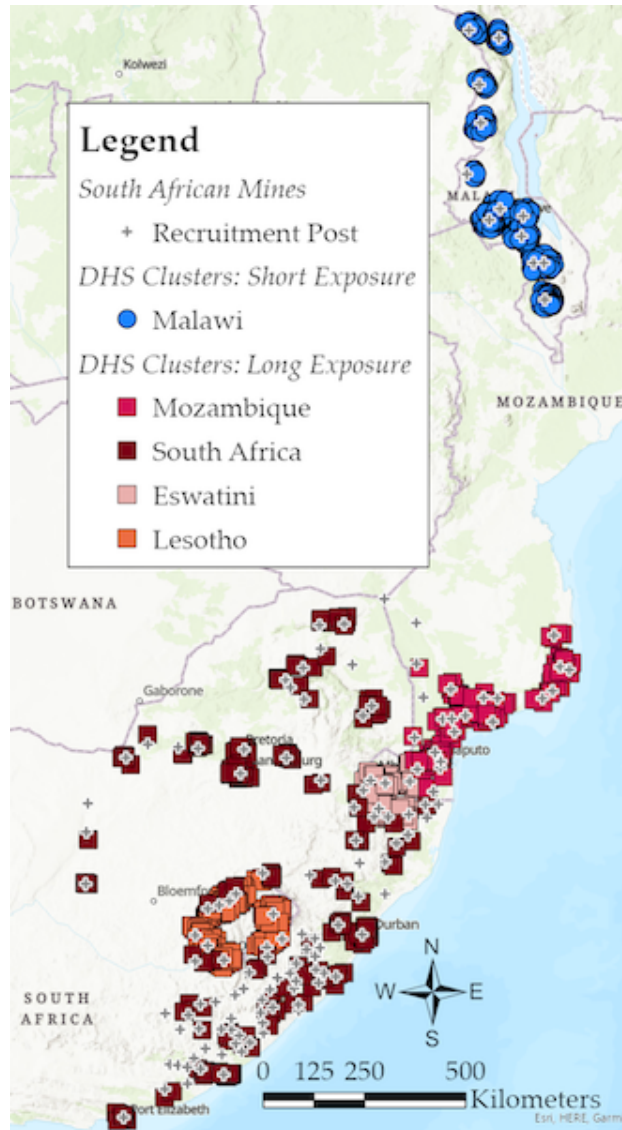 Kolwezi
Legend
South African Mines
Recruitment Post
DHS Clusters: Short Exposure
Malawi
DHS Clusters: Long Exposure
Mozambique
South Africa
Eswatini
Lesotho
MALA
MOZAMBIQUE
BOTSWANA
Gaborone
Pretoria
Bloemf
Durban
N
W E
S
SOUTH
AFRICA
0 125 250 500
Kilometers
Port Elizabeth
Esri, HERE, Garm